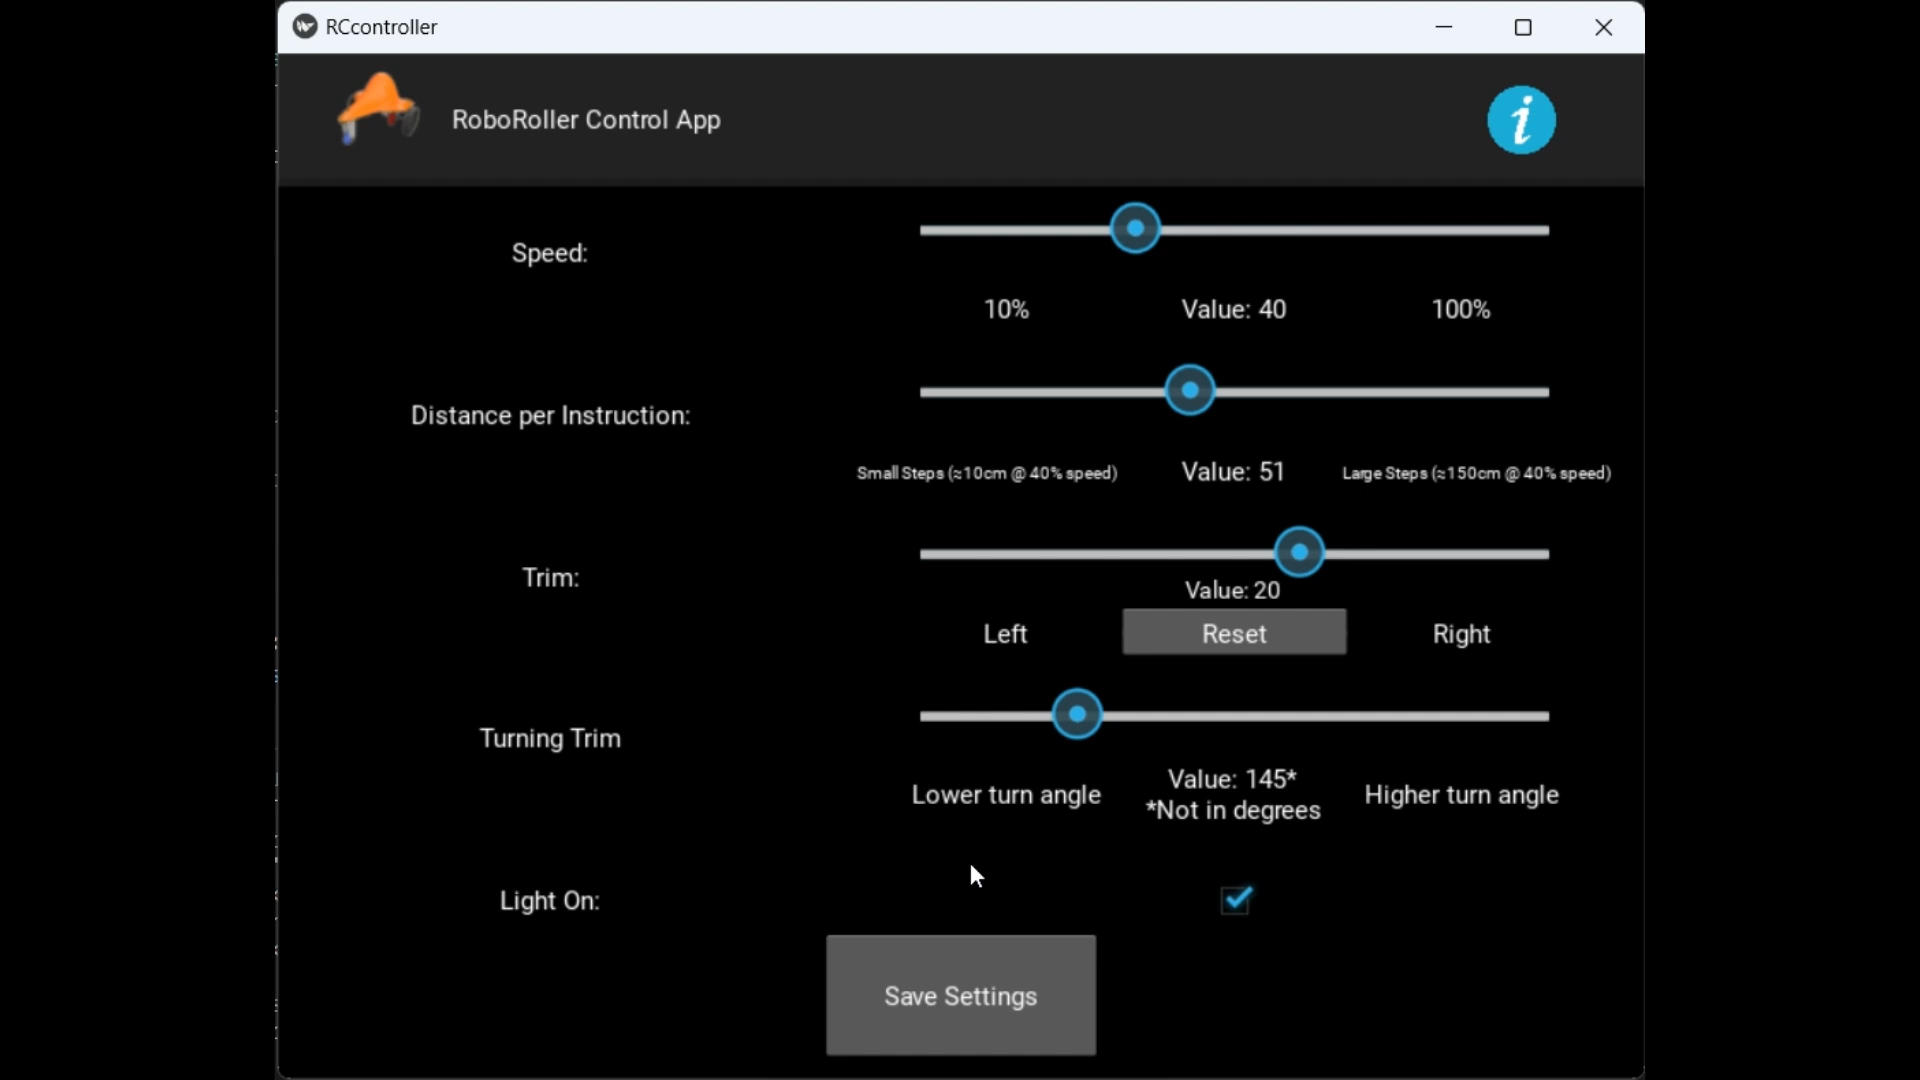 RCcontroller
RoboRoller Control App
i
Speed:
10% Value: 40 100%
Distance per Instruction:
Small Steps (≈10cm @ 40% speed) Value: 51 Large Steps (≈150cm @ 40% speed)
Trim:
Value: 20
Left Reset Right
Turning Trim
Lower turn angle Value: 145* Higher turn angle
*Not in degrees
Light On:
Save Settings